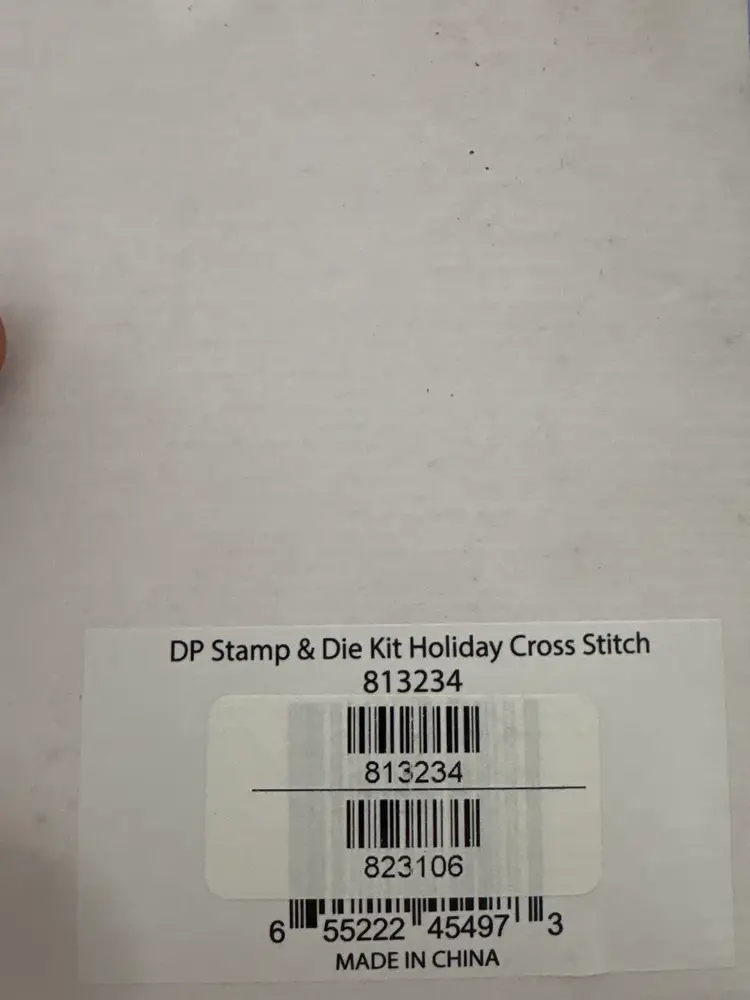 DP Stamp & Die Kit Holiday Cross Stitch
813234
813234
823106
6 55222 45497 3
MADE IN CHINA